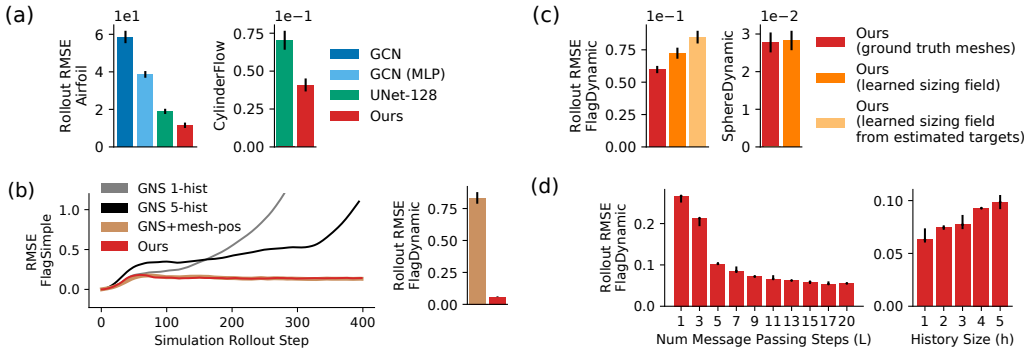 (a)
1e1
Rollout RMSE
Airfoil
6
4
2
0
1e−1
CylinderFlow
0.75
0.50
0.25
0.00
GCN
GCN (MLP)
UNet-128
Ours
(c)
1e−1
Rollout RMSE
FlagDynamic
0.75
0.50
0.25
0.00
1e−2
SphereDynamic
3
2
1
0
Ours
(ground truth meshes)
Ours
(learned sizing field)
Ours
(learned sizing field
from estimated targets)
(b)
RMSE
FlagSimple
1.0
0.5
0.0
GNS 1-hist
GNS 5-hist
GNS+mesh-pos
Ours
0 100 200 300 400
Simulation Rollout Step
Rollout RMSE
FlagDynamic
0.75
0.50
0.25
0.00
(d)
Rollout RMSE
FlagDynamic
0.2
0.1
0.0
1 3 5 7 9 11 13 15 17 20
Num Message Passing Steps (L)
0.10
0.05
0.00
1 2 3 4 5
History Size (h)